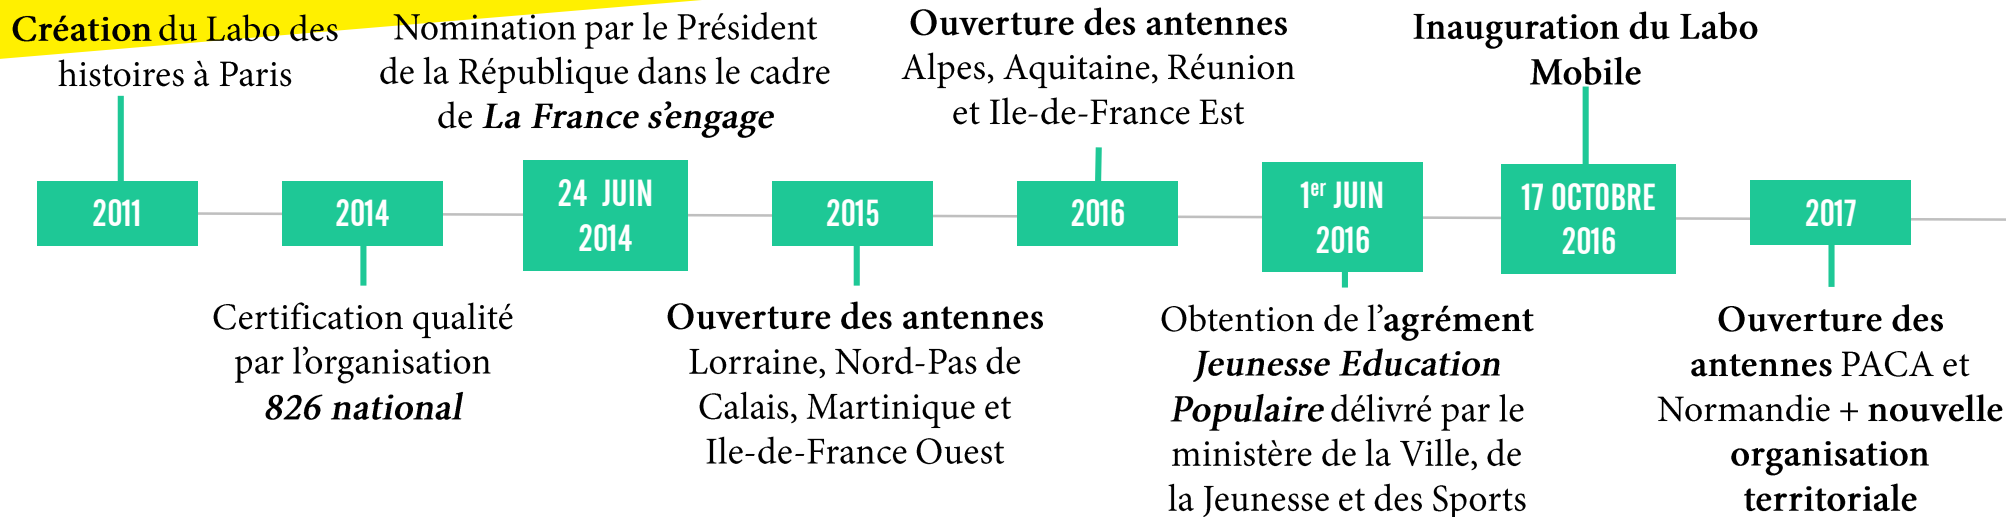 Création du Labo des
histoires à Paris
Nomination par le Président
de la République dans le cadre
de La France s’engage
Ouverture des antennes
Alpes, Aquitaine, Réunion
et Ile-de-France Est
Inauguration du Labo
Mobile
2011
2014
24 JUIN
2014
2015
2016
1er JUIN
2016
17 OCTOBRE
2016
2017
Certification qualité
par l’organisation
826 national
Ouverture des antennes
Lorraine, Nord-Pas de
Calais, Martinique et
Ile-de-France Ouest
Obtention de l’agrément
Jeunesse Education
Populaire délivré par le
ministère de la Ville, de
la Jeunesse et des Sports
Ouverture des
antennes PACA et
Normandie + nouvelle
organisation
territoriale